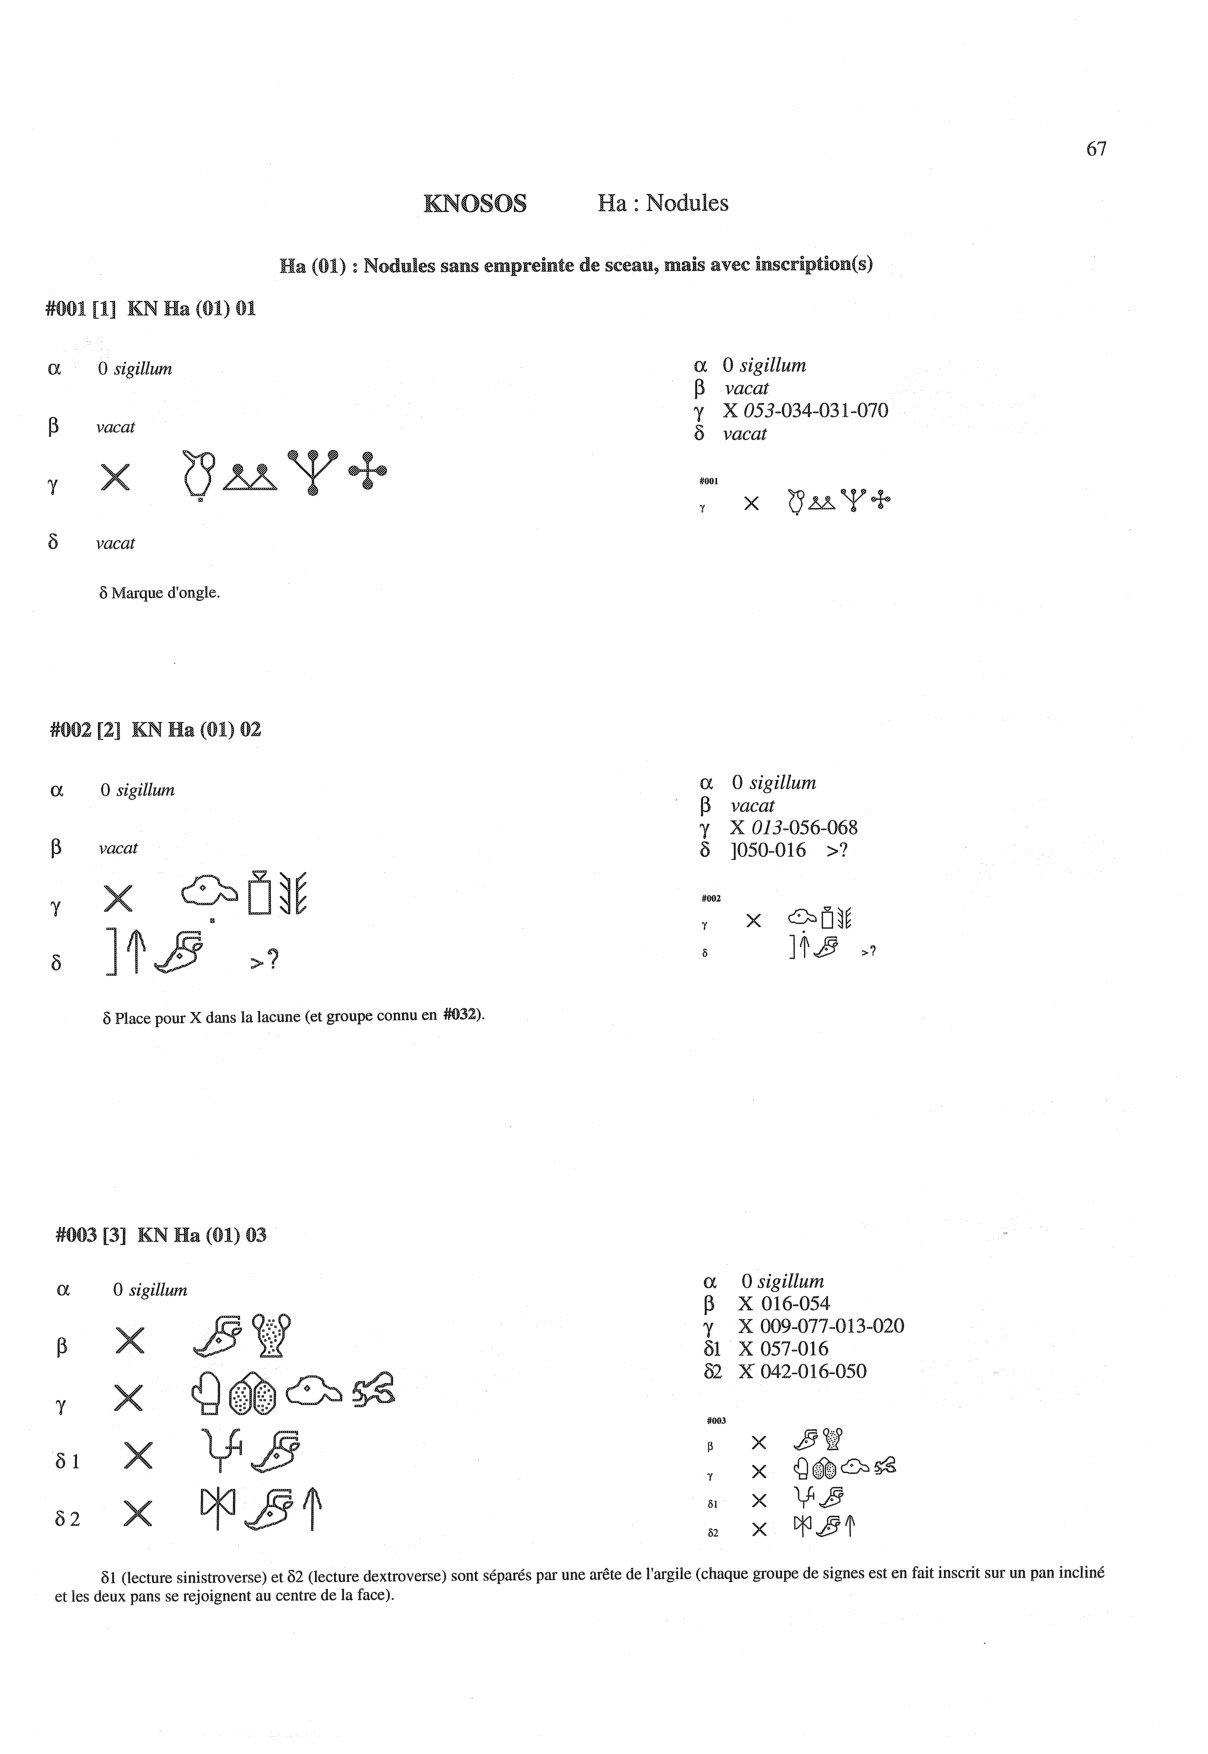 67
KNOSOS Ha : Nodules
Ha (01) : Nodules sans empreinte de sceau, mais avec inscription(s)
#001 [1] KN Ha (01) 01
α 0 sigillum
β vacat
γ X
δ vacat
δ Marque d'ongle.
α 0 sigillum
β vacat
γ X 053-034-031-070
δ vacat
#001
γ X
#002 [2] KN Ha (01) 02
α 0 sigillum
β vacat
γ X
δ ] >?
δ Place pour X dans la lacune (et groupe connu en #032).
α 0 sigillum
β vacat
γ X 013-056-068
δ ]050-016 >?
#002
γ X
δ ] >?
#003 [3] KN Ha (01) 03
α 0 sigillum
β X
γ X
δ1 X
δ2 X
α 0 sigillum
β X 016-054
γ X 009-077-013-020
δ1 X 057-016
δ2 X 042-016-050
#003
β X
γ X
δ1 X
δ2 X
δ1 (lecture sinistroverse) et δ2 (lecture dextroverse) sont séparés par une arête de l'argile (chaque groupe de signes est en fait inscrit sur un pan incliné
et les deux pans se rejoignent au centre de la face).